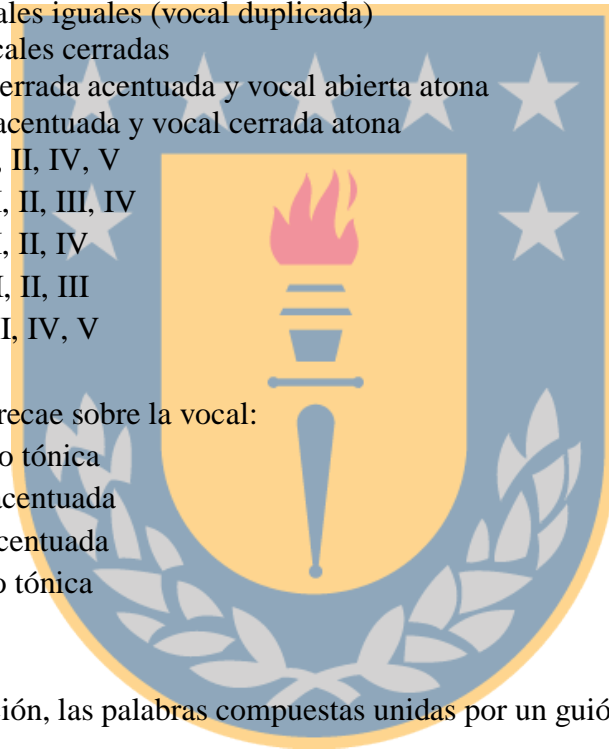 ales iguales (vocal duplicada)
cales cerradas
errada acentuada y vocal abierta atona
acentuada y vocal cerrada atona
, II, IV, V
I, II, III, IV
I, II, IV
I, II, III
I, IV, V
recae sobre la vocal:
o tónica
acentuada
centuada
o tónica
ión, las palabras compuestas unidas por un guió